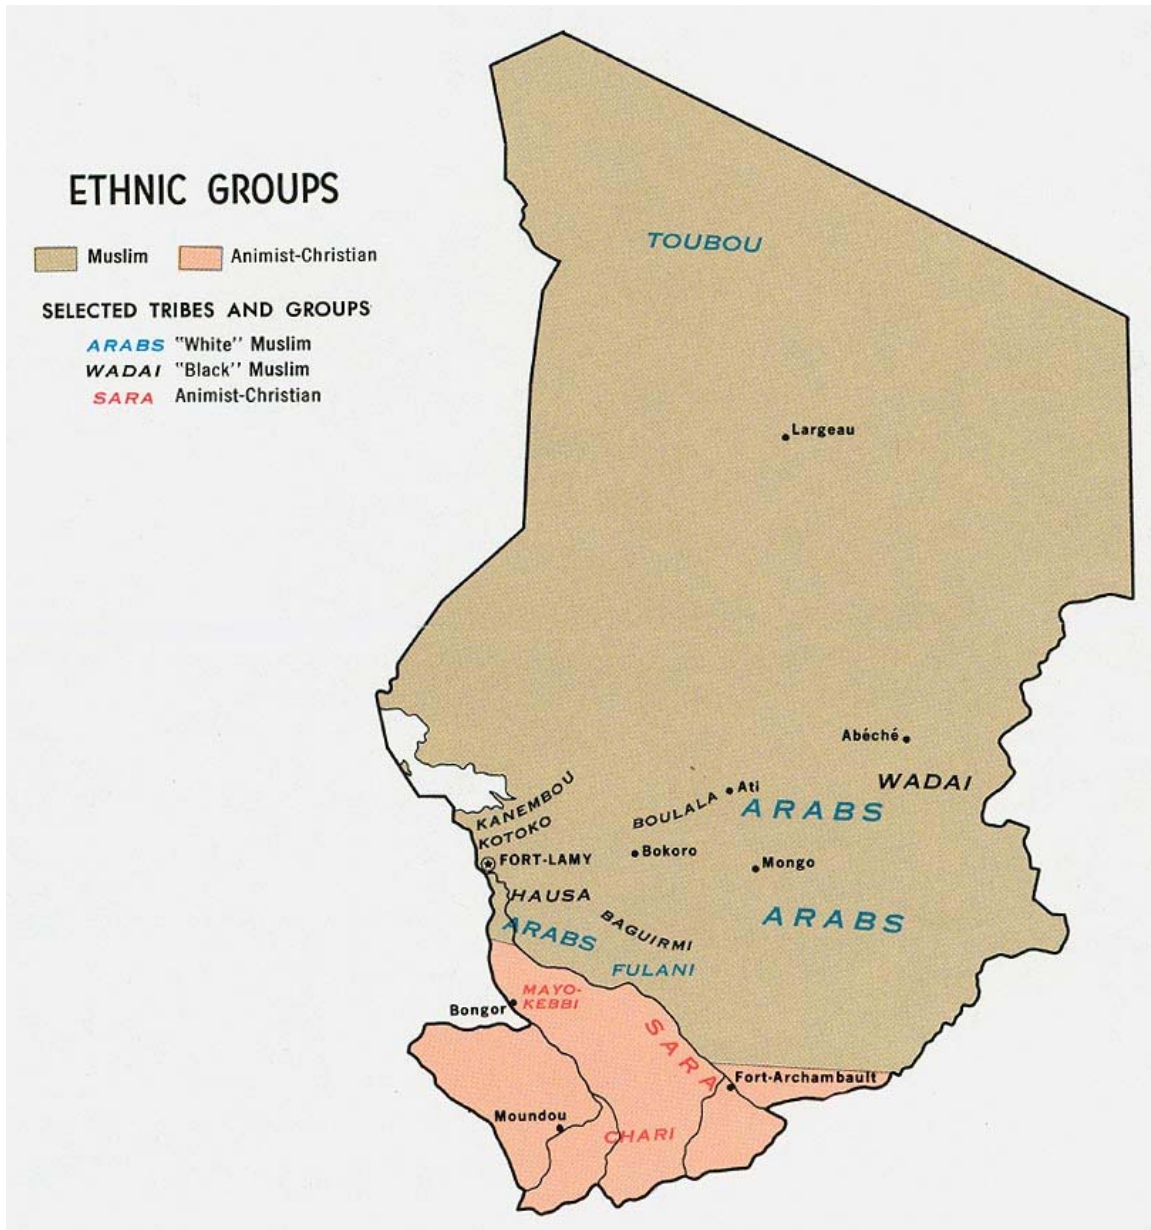 ETHNIC GROUPS
Muslim
Animist-Christian
SELECTED TRIBES AND GROUPS
ARABS "White" Muslim
WADAI "Black" Muslim
SARA Animist-Christian
TOUBOU
Largeau
Abéché
WADAI
Ati
ARABS
BOULALA
KANEMBOU
KOTOKO
Bokoro
FORT-LAMY
Mongo
HAUSA
BAGUIRMI
ARABS
ARABS
FULANI
MAYO-
KEBBI
Bongor
SARA
Fort-Archambault
Moundou
CHARI